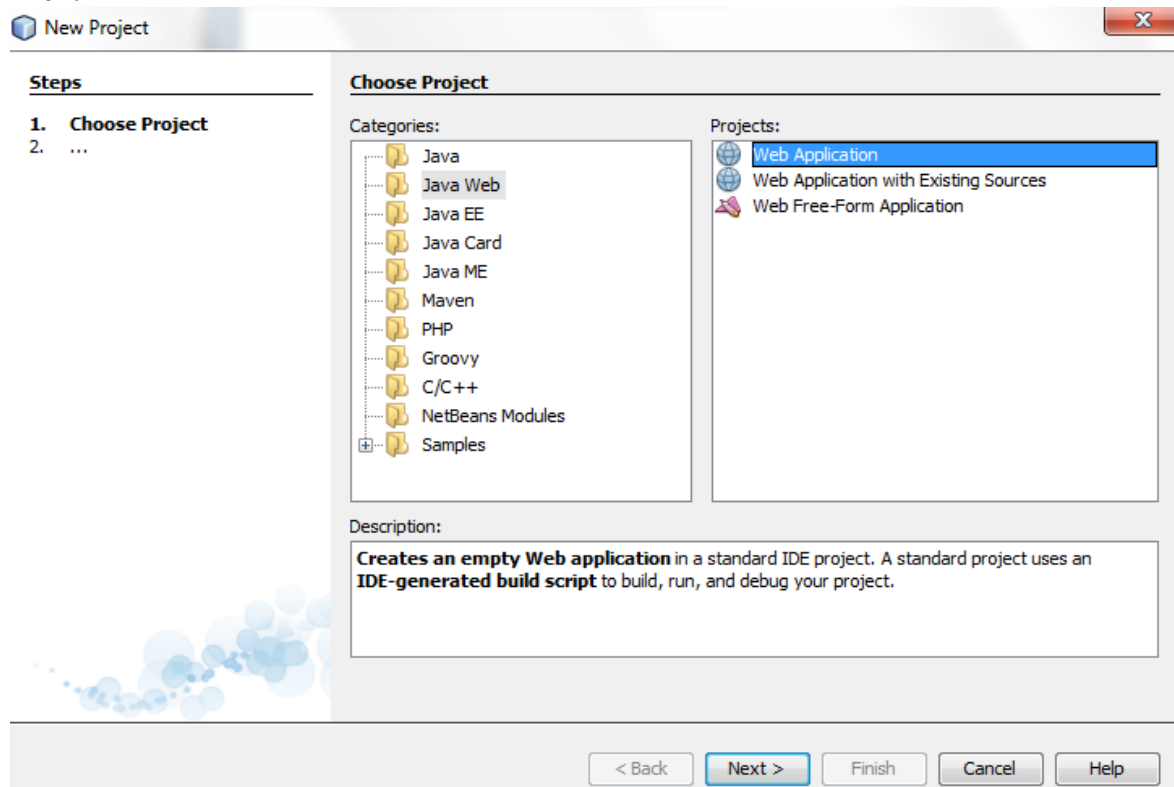 New Project
Steps
1. Choose Project
2. ...
Choose Project
Categories:
Java
Java Web
Java EE
Java Card
Java ME
Maven
PHP
Groovy
C/C++
NetBeans Modules
Samples
Projects:
Web Application
Web Application with Existing Sources
Web Free-Form Application
Description:
Creates an empty Web application in a standard IDE project. A standard project uses an
IDE-generated build script to build, run, and debug your project.
< Back Next > Finish Cancel Help